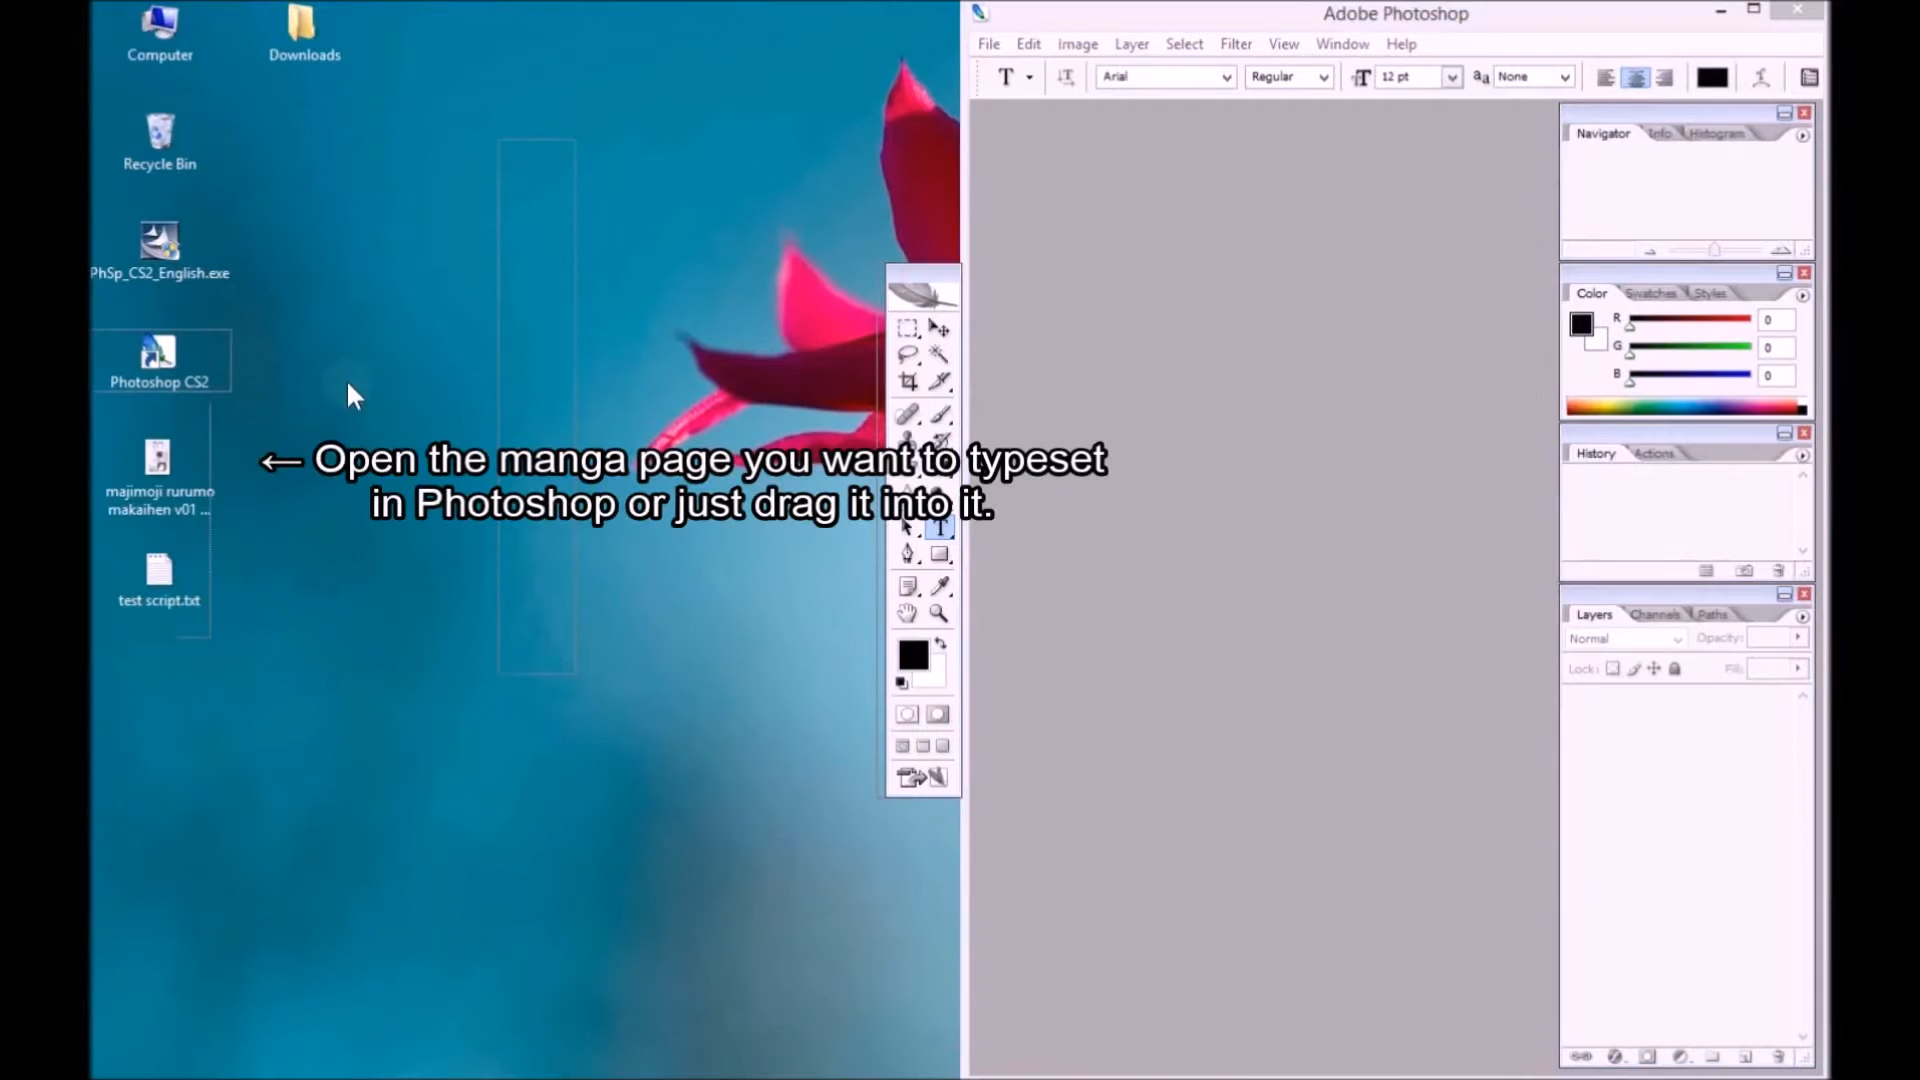 Computer
Downloads
Recycle Bin
PhSp_CS2_English.exe
Photoshop CS2
majimoji rurumo
makaihen v01 ...
test script.txt
← Open the manga page you want to typeset
in Photoshop or just drag it into it.
Adobe Photoshop
File Edit Image Layer Select Filter View Window Help
T Arial Regular 12 pt aa None
Navigator Info Histogram
Color Swatches Styles
R 0
G 0
B 0
History Actions
Layers Channels Paths
Normal Opacity:
Lock: Fill: